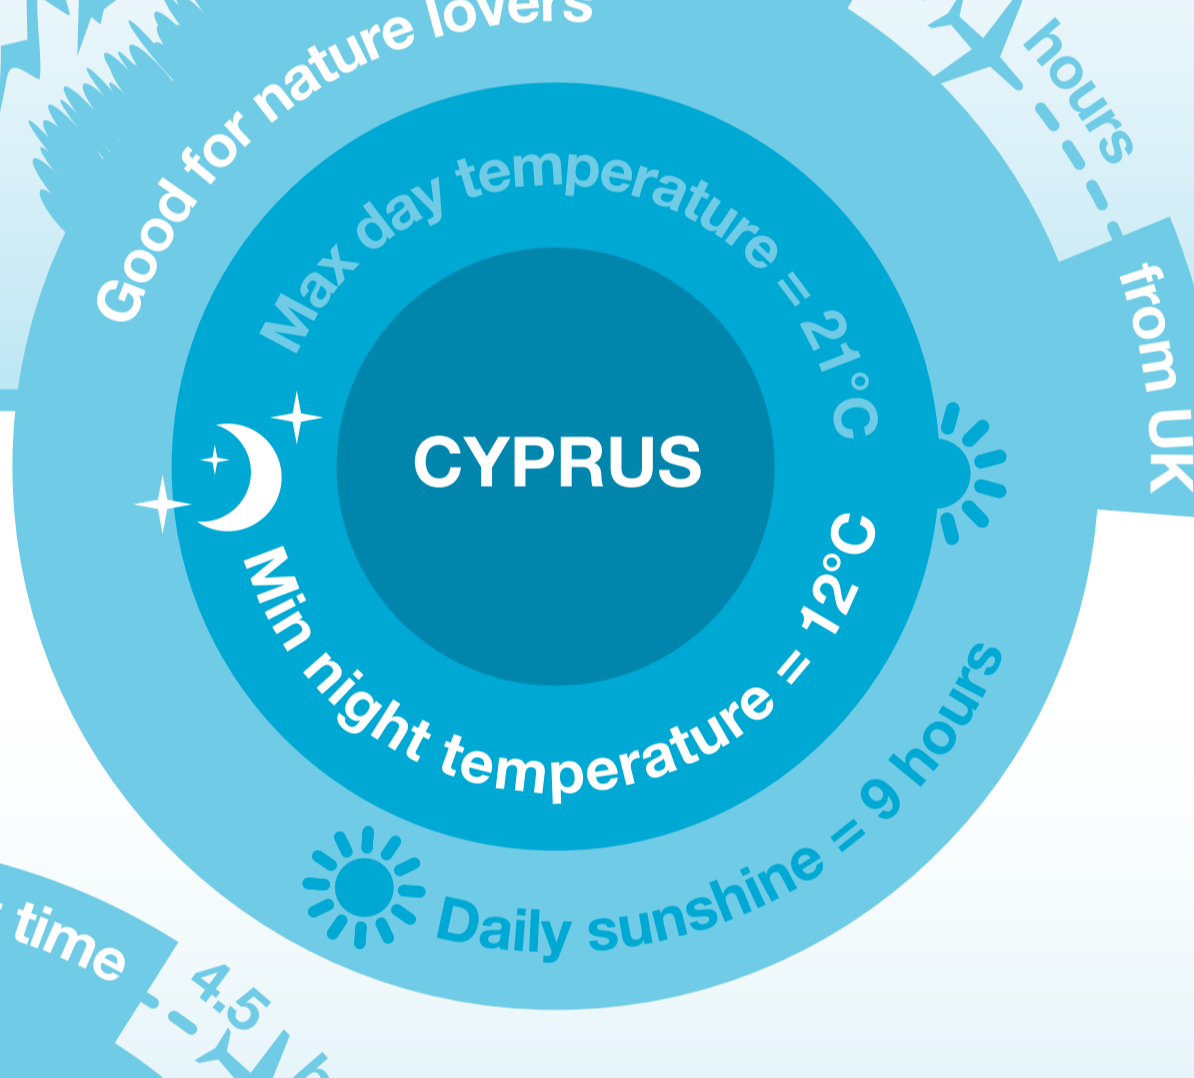 Good for nature lovers
hours
from UK
Max day temperature = 21°C
CYPRUS
Min night temperature = 12°C
Daily sunshine = 9 hours
time
4.5